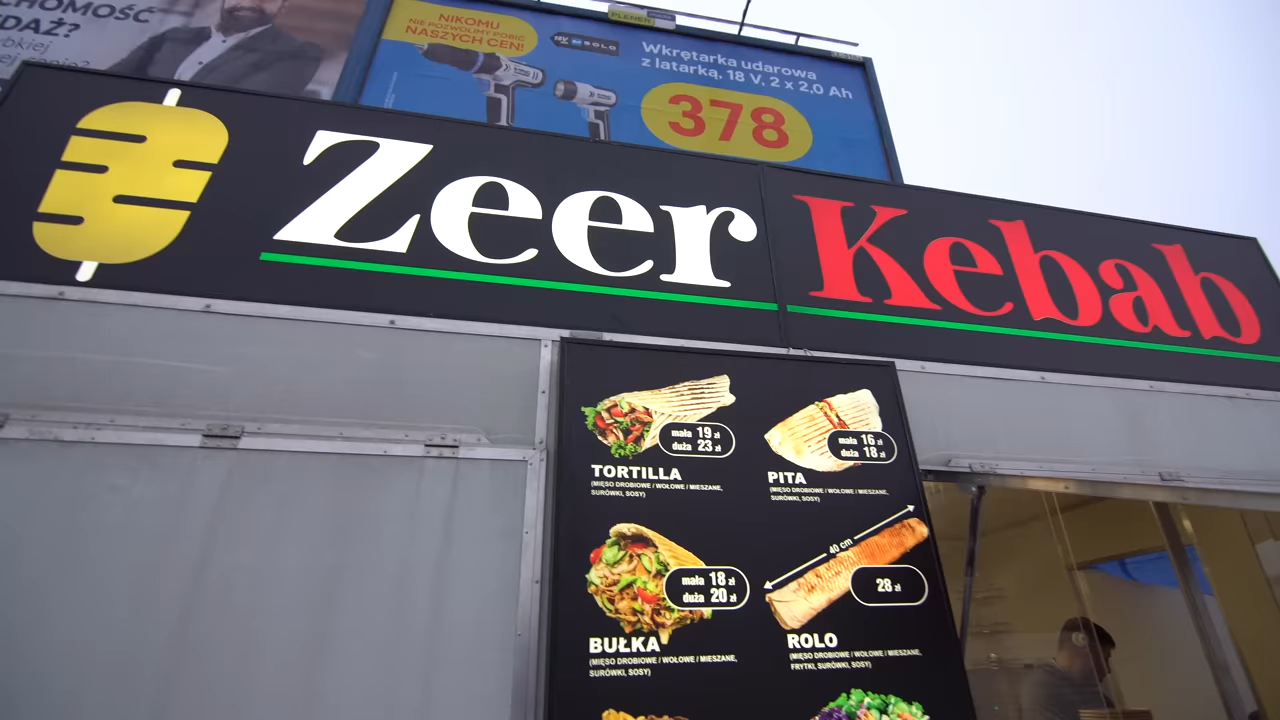 CHOMOŚĆ
DAŻ?
NIKOMU
NIE POZWOLIMY POBIĆ
NASZYCH CEN!
SOLO
PLENER
Wkrętarka udarowa
z latarką, 18 V, 2 x 2,0 Ah
378
Zeer Kebab
mała 19 zł
duża 23 zł
TORTILLA
(MIĘSO DROBIOWE / WOŁOWE / MIESZANE,
SURÓWKI, SOSY)
mała 16 zł
duża 18 zł
PITA
(MIĘSO DROBIOWE / WOŁOWE / MIESZANE,
SURÓWKI, SOSY)
mała 18 zł
duża 20 zł
BUŁKA
(MIĘSO DROBIOWE / WOŁOWE / MIESZANE,
SURÓWKI, SOSY)
40 cm
28 zł
ROLO
(MIĘSO DROBIOWE / WOŁOWE / MIESZANE,
FRYTKI, SURÓWKI, SOSY)